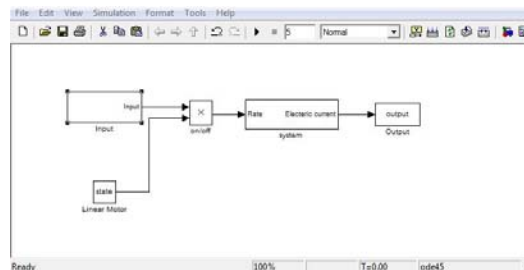 File Edit View Simulation Format Tools Help
5 Normal
Input
Input
×
on/off
Rate Electeric current
system
output
Output
state
Linear Motor
Ready 100% T=0.00 ode45